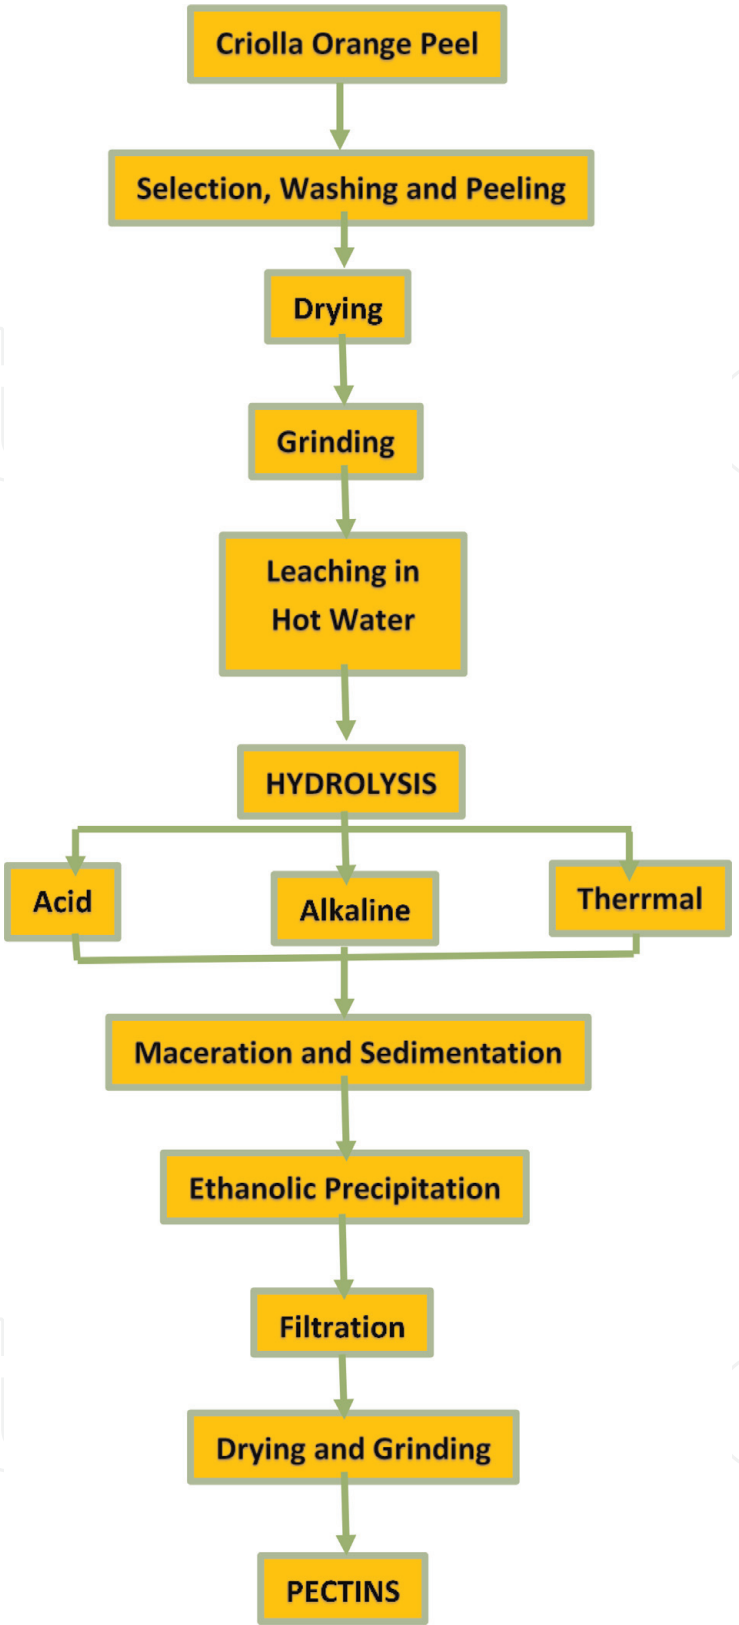 Criolla Orange Peel
Selection, Washing and Peeling
Drying
Grinding
Leaching in
Hot Water
HYDROLYSIS
Acid
Alkaline
Therrmal
Maceration and Sedimentation
Ethanolic Precipitation
Filtration
Drying and Grinding
PECTINS